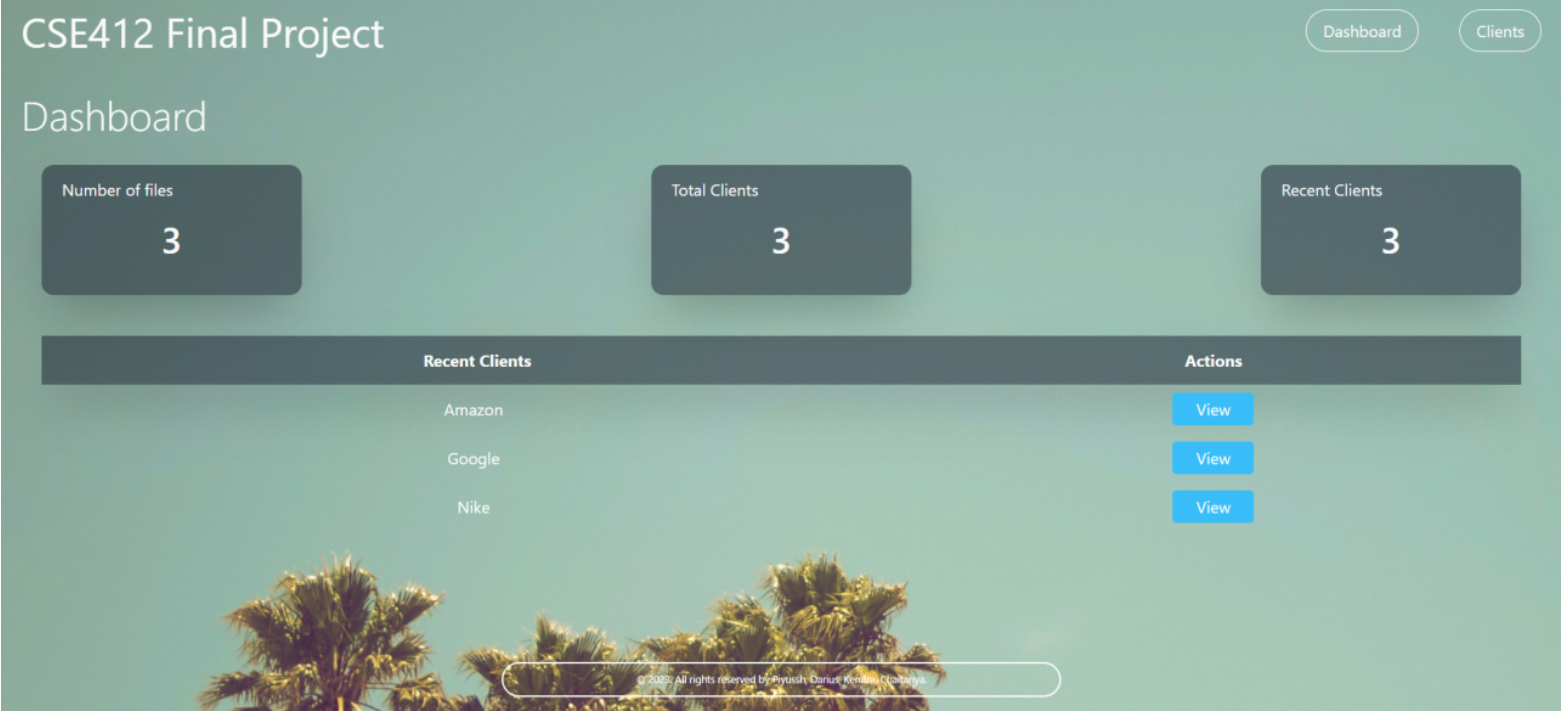 CSE412 Final Project
Dashboard Clients
Dashboard
Number of files Total Clients Recent Clients
3 3 3
Recent Clients Actions
Amazon View
Google View
Nike View
© 2023. All rights reserved by Piyussh, Darius, Kendra, Chaitanya.